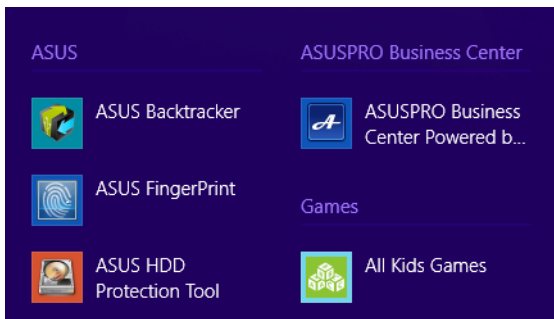 ASUS
ASUS Backtracker
ASUS FingerPrint
ASUS HDD
Protection Tool
ASUSPRO Business Center
ASUSPRO Business
Center Powered b...
Games
All Kids Games